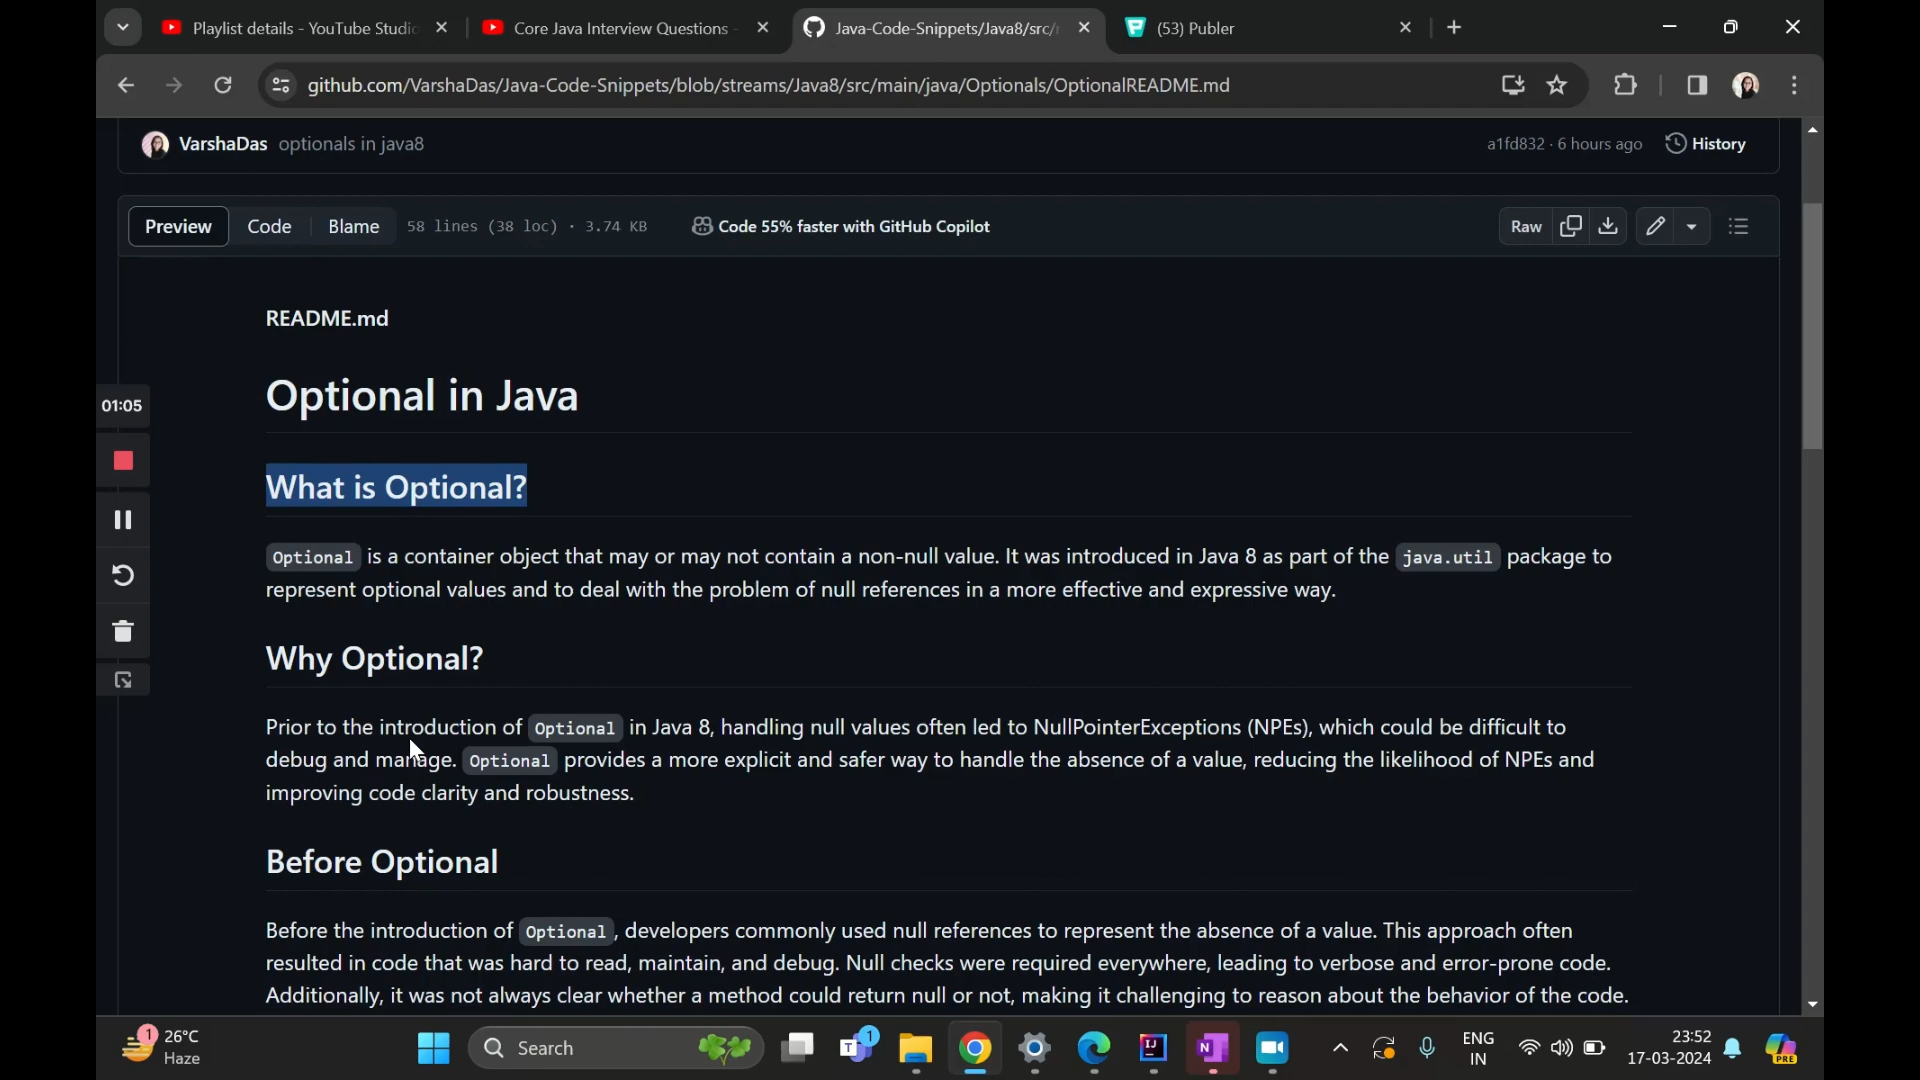 Playlist details - YouTube Studio
Core Java Interview Questions -
Java-Code-Snippets/Java8/src/
(53) Publer
github.com/VarshaDas/Java-Code-Snippets/blob/streams/Java8/src/main/java/Optionals/OptionalREADME.md
VarshaDas optionals in java8
a1fd832 · 6 hours ago
History
Preview
Code
Blame
58 lines (38 loc) · 3.74 KB
Code 55% faster with GitHub Copilot
Raw
README.md
Optional in Java
01:05
What is Optional?
Optional is a container object that may or may not contain a non-null value. It was introduced in Java 8 as part of the java.util package to
represent optional values and to deal with the problem of null references in a more effective and expressive way.
Why Optional?
Prior to the introduction of Optional in Java 8, handling null values often led to NullPointerExceptions (NPEs), which could be difficult to
debug and manage. Optional provides a more explicit and safer way to handle the absence of a value, reducing the likelihood of NPEs and
improving code clarity and robustness.
Before Optional
Before the introduction of Optional, developers commonly used null references to represent the absence of a value. This approach often
resulted in code that was hard to read, maintain, and debug. Null checks were required everywhere, leading to verbose and error-prone code.
Additionally, it was not always clear whether a method could return null or not, making it challenging to reason about the behavior of the code.
1
26°C
Haze
Search
T
1
IJ
N
ENG
IN
23:52
17-03-2024
PRE